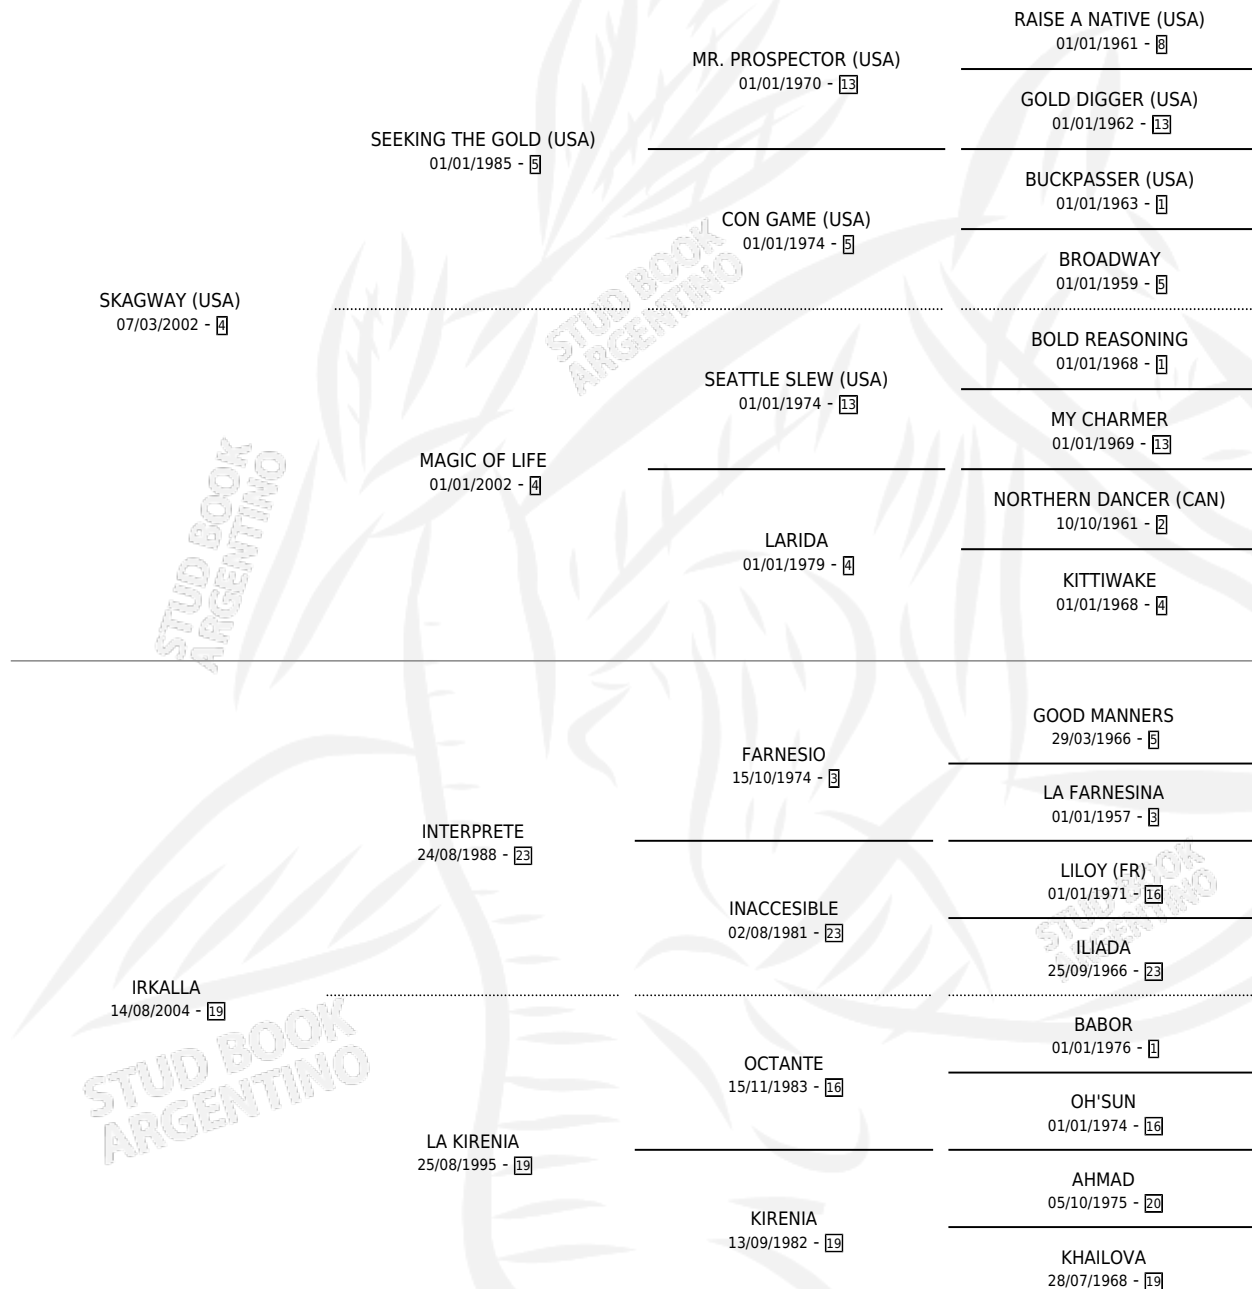 RAISE A NATIVE (USA)
01/01/1961 - 8
MR. PROSPECTOR (USA)
01/01/1970 - 13
GOLD DIGGER (USA)
01/01/1962 - 13
SEEKING THE GOLD (USA)
01/01/1985 - 5
BUCKPASSER (USA)
01/01/1963 - 1
CON GAME (USA)
01/01/1974 - 5
BROADWAY
01/01/1959 - 5
SKAGWAY (USA)
07/03/2002 - 4
BOLD REASONING
01/01/1968 - 1
SEATTLE SLEW (USA)
01/01/1974 - 13
MY CHARMER
01/01/1969 - 13
MAGIC OF LIFE
01/01/2002 - 4
NORTHERN DANCER (CAN)
10/10/1961 - 2
LARIDA
01/01/1979 - 4
KITTIWAKE
01/01/1968 - 4
GOOD MANNERS
29/03/1966 - 5
FARNESIO
15/10/1974 - 3
LA FARNESINA
01/01/1957 - 3
INTERPRETE
24/08/1988 - 23
LILOY (FR)
01/01/1971 - 16
INACCESIBLE
02/08/1981 - 23
ILIADA
25/09/1966 - 23
IRKALLA
14/08/2004 - 19
BABOR
01/01/1976 - 1
OCTANTE
15/11/1983 - 16
OH'SUN
01/01/1974 - 16
LA KIRENIA
25/08/1995 - 19
AHMAD
05/10/1975 - 20
KIRENIA
13/09/1982 - 19
KHAILOVA
28/07/1968 - 19
STUD BOOK
ARGENTINO
STUD BOOK
ARGENTINO
STUD BOOK
ARGENTINO
STUD BOOK
ARGENTINO